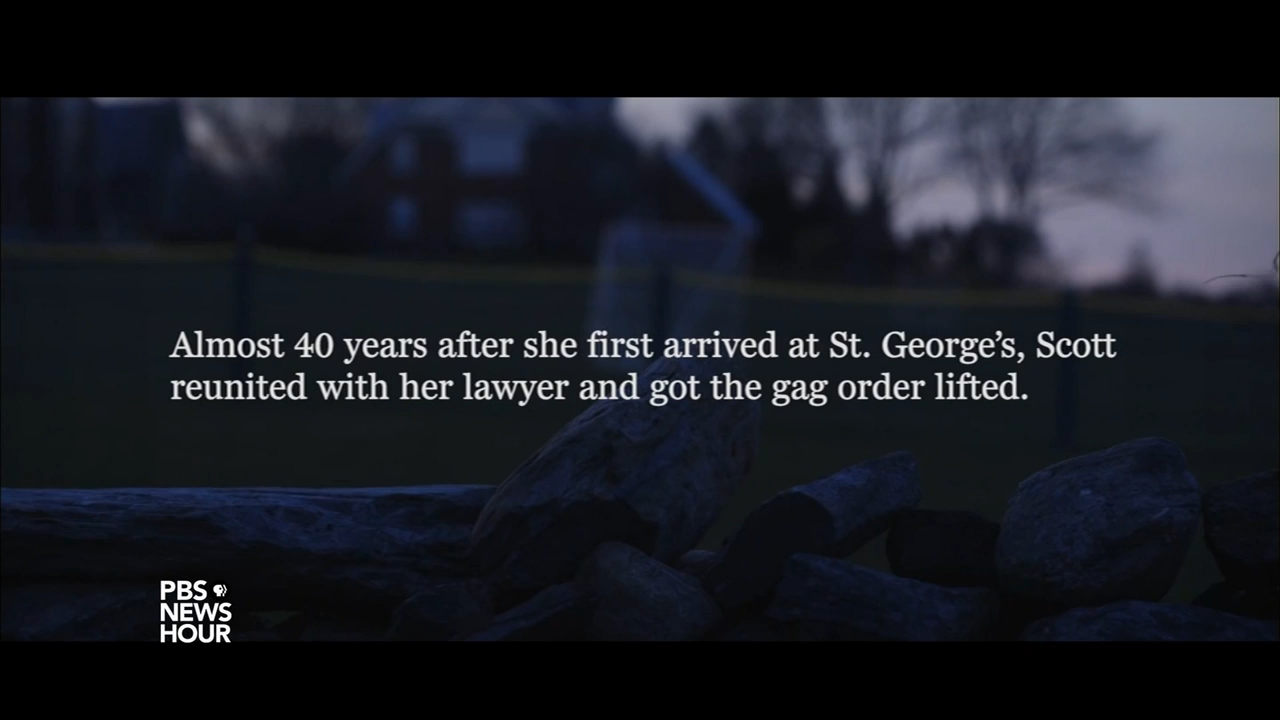 Almost 40 years after she first arrived at St. George’s, Scott
reunited with her lawyer and got the gag order lifted.
PBS
NEWS
HOUR